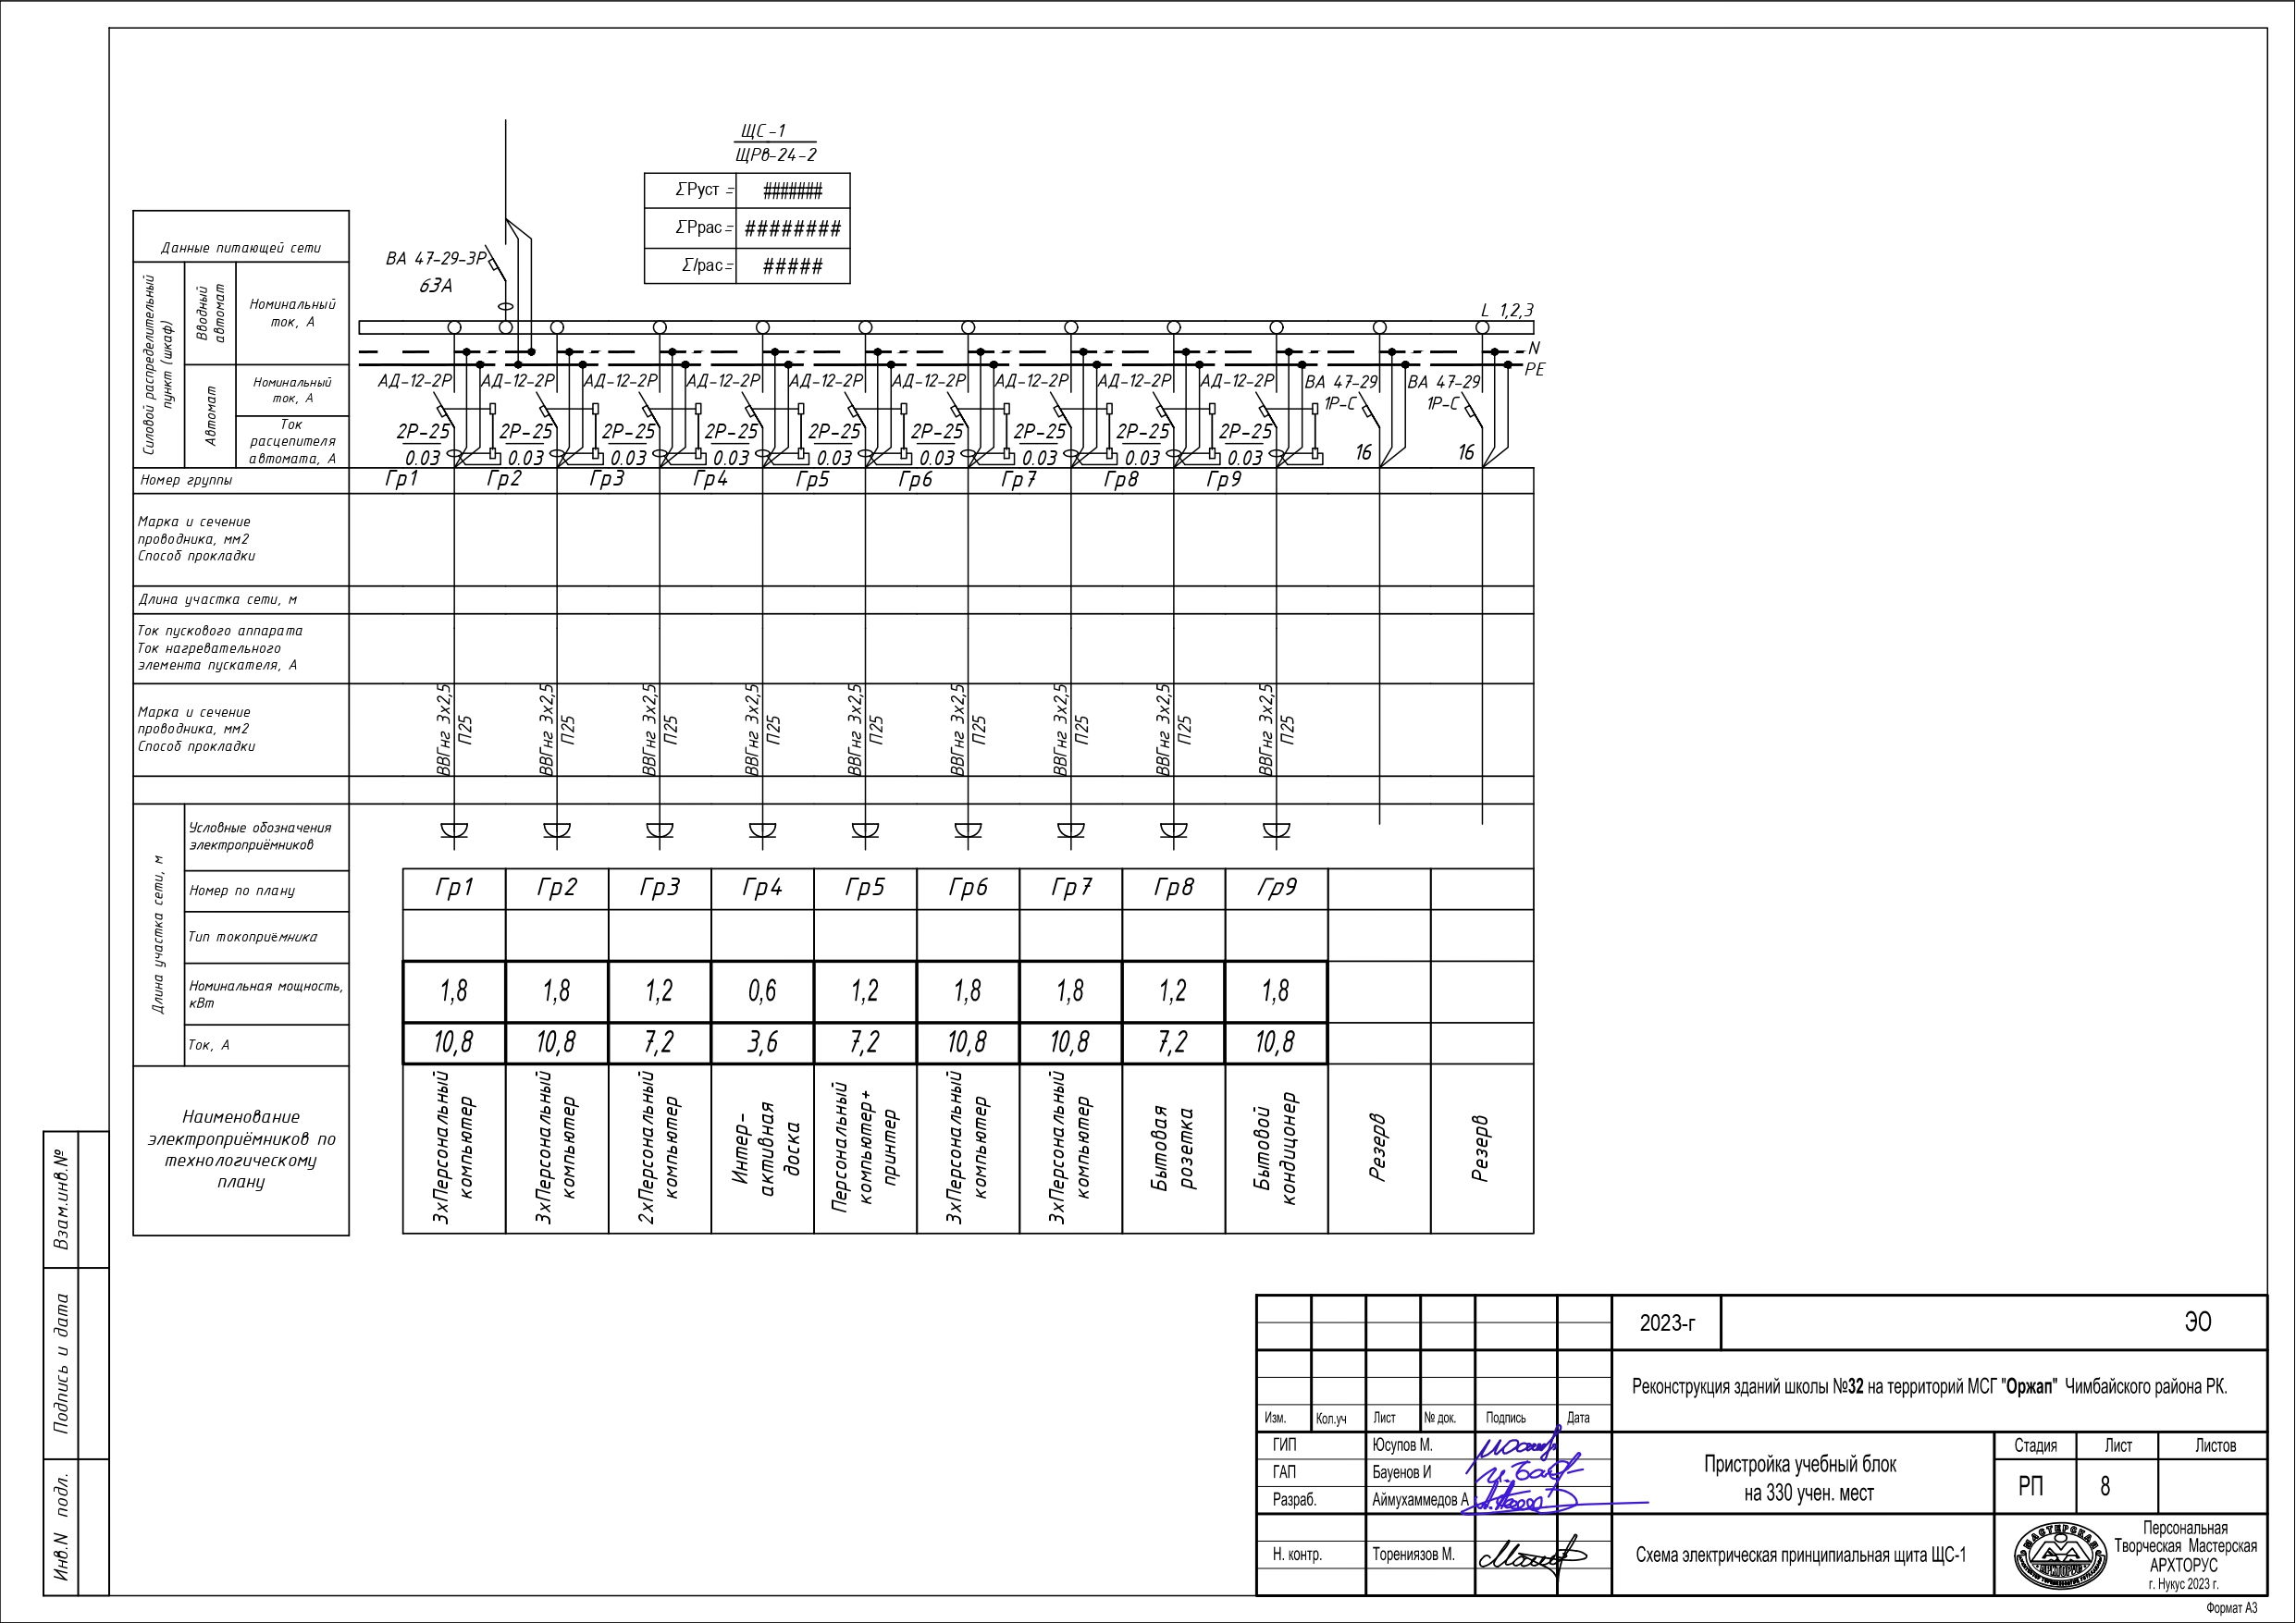 ЩС-1
ЩРв-24-2
ΣPуст = #######
ΣPрас = ########
ΣIрас = #####
Данные питающей сети
Силовой распределительный
пункт (шкаф)
Вводный
автомат
Номинальный
ток, А
Автомат
Номинальный
ток, А
Ток
расцепителя
автомата, А
ВА 47-29-3Р
63А
L 1,2,3
N
PE
АД-12-2Р АД-12-2Р АД-12-2Р АД-12-2Р АД-12-2Р АД-12-2Р АД-12-2Р АД-12-2Р АД-12-2Р ВА 47-29 ВА 47-29
1Р-С 1Р-С
2Р-25 2Р-25 2Р-25 2Р-25 2Р-25 2Р-25 2Р-25 2Р-25 2Р-25
0.03 0.03 0.03 0.03 0.03 0.03 0.03 0.03 0.03 16 16
Номер группы Гр1 Гр2 Гр3 Гр4 Гр5 Гр6 Гр7 Гр8 Гр9
Марка и сечение
проводника, мм2
Способ прокладки
Длина участка сети, м
Ток пускового аппарата
Ток нагревательного
элемента пускателя, А
Марка и сечение
проводника, мм2
Способ прокладки
ВВГнг 3х2,5
П25
ВВГнг 3х2,5
П25
ВВГнг 3х2,5
П25
ВВГнг 3х2,5
П25
ВВГнг 3х2,5
П25
ВВГнг 3х2,5
П25
ВВГнг 3х2,5
П25
ВВГнг 3х2,5
П25
ВВГнг 3х2,5
П25
Длина участка сети, м
Условные обозначения
электроприёмников
Номер по плану Гр1 Гр2 Гр3 Гр4 Гр5 Гр6 Гр7 Гр8 Гр9
Тип токоприёмника
Номинальная мощность,
кВт
1,8 1,8 1,2 0,6 1,2 1,8 1,8 1,2 1,8
Ток, А 10,8 10,8 7,2 3,6 7,2 10,8 10,8 7,2 10,8
Наименование
электроприёмников по
технологическому
плану
3хПерсональный
компьютер
3хПерсональный
компьютер
2хПерсональный
компьютер
Интер-
активная
доска
Персональный
компьютер+
принтер
3хПерсональный
компьютер
3хПерсональный
компьютер
Бытовая
розетка
Бытовой
кондицонер
Резерв
Резерв
Взам.инв.№
Подпись и дата
Инв.N подл.
2023-г ЭО
Реконструкция зданий школы №32 на территорий МСГ "Оржап" Чимбайского района РК.
Изм. Кол.уч Лист № док. Подпись Дата
ГИП Юсупов М.
ГАП Бауенов И
Разраб. Аймухаммедов А
Н. контр. Торениязов М.
Пристройка учебный блок
на 330 учен. мест
Стадия Лист Листов
РП 8
Схема электрическая принципиальная щита ЩС-1
МАСТЕРСКАЯ
АРХТОРУС
Персональная
Творческая Мастерская
АРХТОРУС
г. Нукус 2023 г.
Формат А3